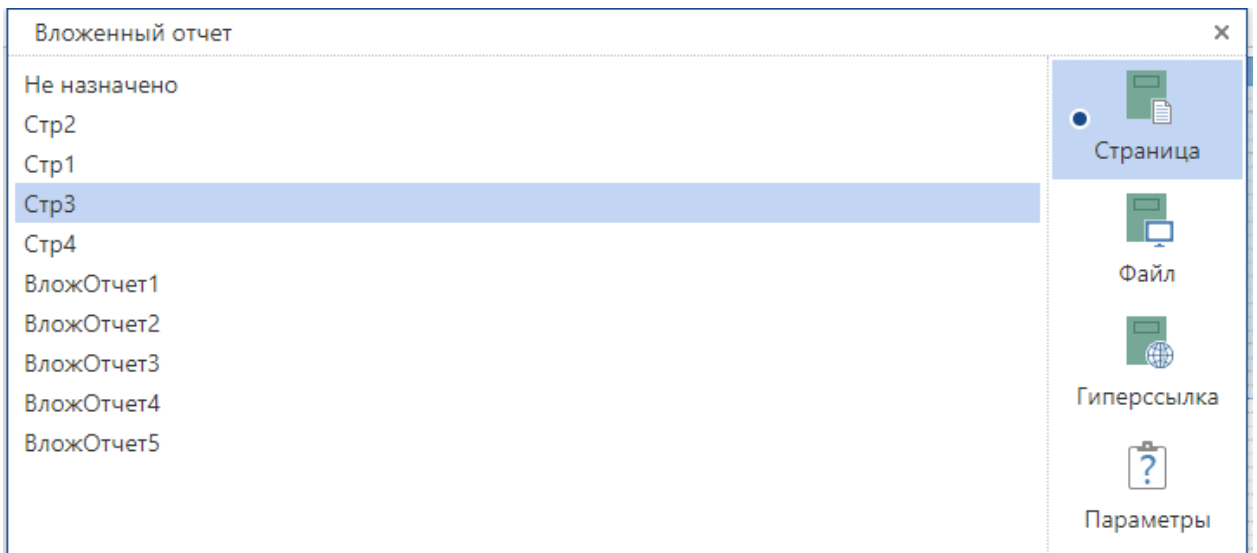 Вложенный отчет
Не назначено
Стр2
Стр1
Стр3
Стр4
ВложОтчет1
ВложОтчет2
ВложОтчет3
ВложОтчет4
ВложОтчет5
Страница
Файл
Гиперссылка
Параметры